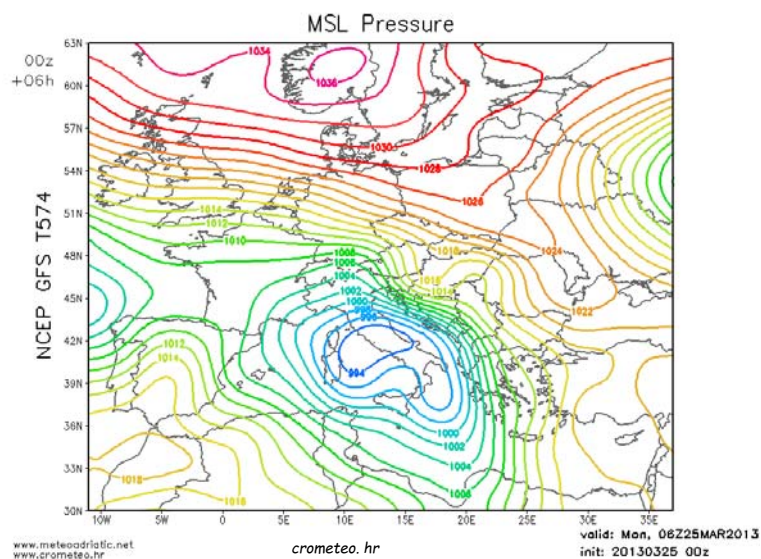 MSL Pressure
00z
+06h
NCEP GFS T574
63N
60N
57N
54N
51N
48N
45N
42N
39N
36N
33N
30N
10W
5W
0
5E
10E
15E
20E
25E
30E
35E
1034
1036
1030
1028
1026
1024
1022
1014
1012
1010
1008
1006
1004
1002
1000
1016
1014
994
1012
1014
1000
1002
1004
1006
1018
1016
www.meteoadriatic.net
www.crometeo.hr
crometeo.hr
valid: Mon, 06Z25MAR2013
init: 20130325 00z